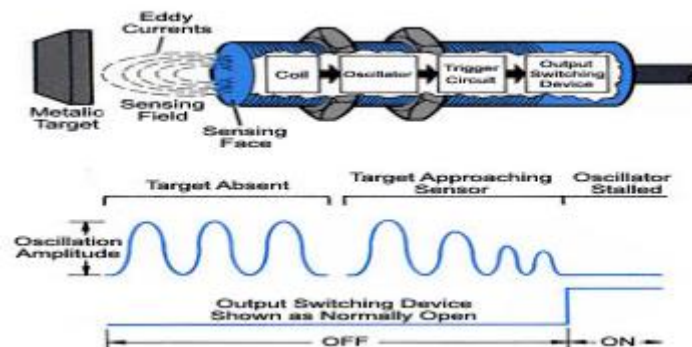 Eddy
Currents
Metalic
Target
Sensing
Field
Sensing
Face
Coil
Oscillator
Trigger
Circuit
Output
Switching
Device
Target Absent
Target Approaching
Sensor
Oscillator
Stalled
Oscillation
Amplitude
Output Switching Device
Shown as Normally Open
OFF
ON